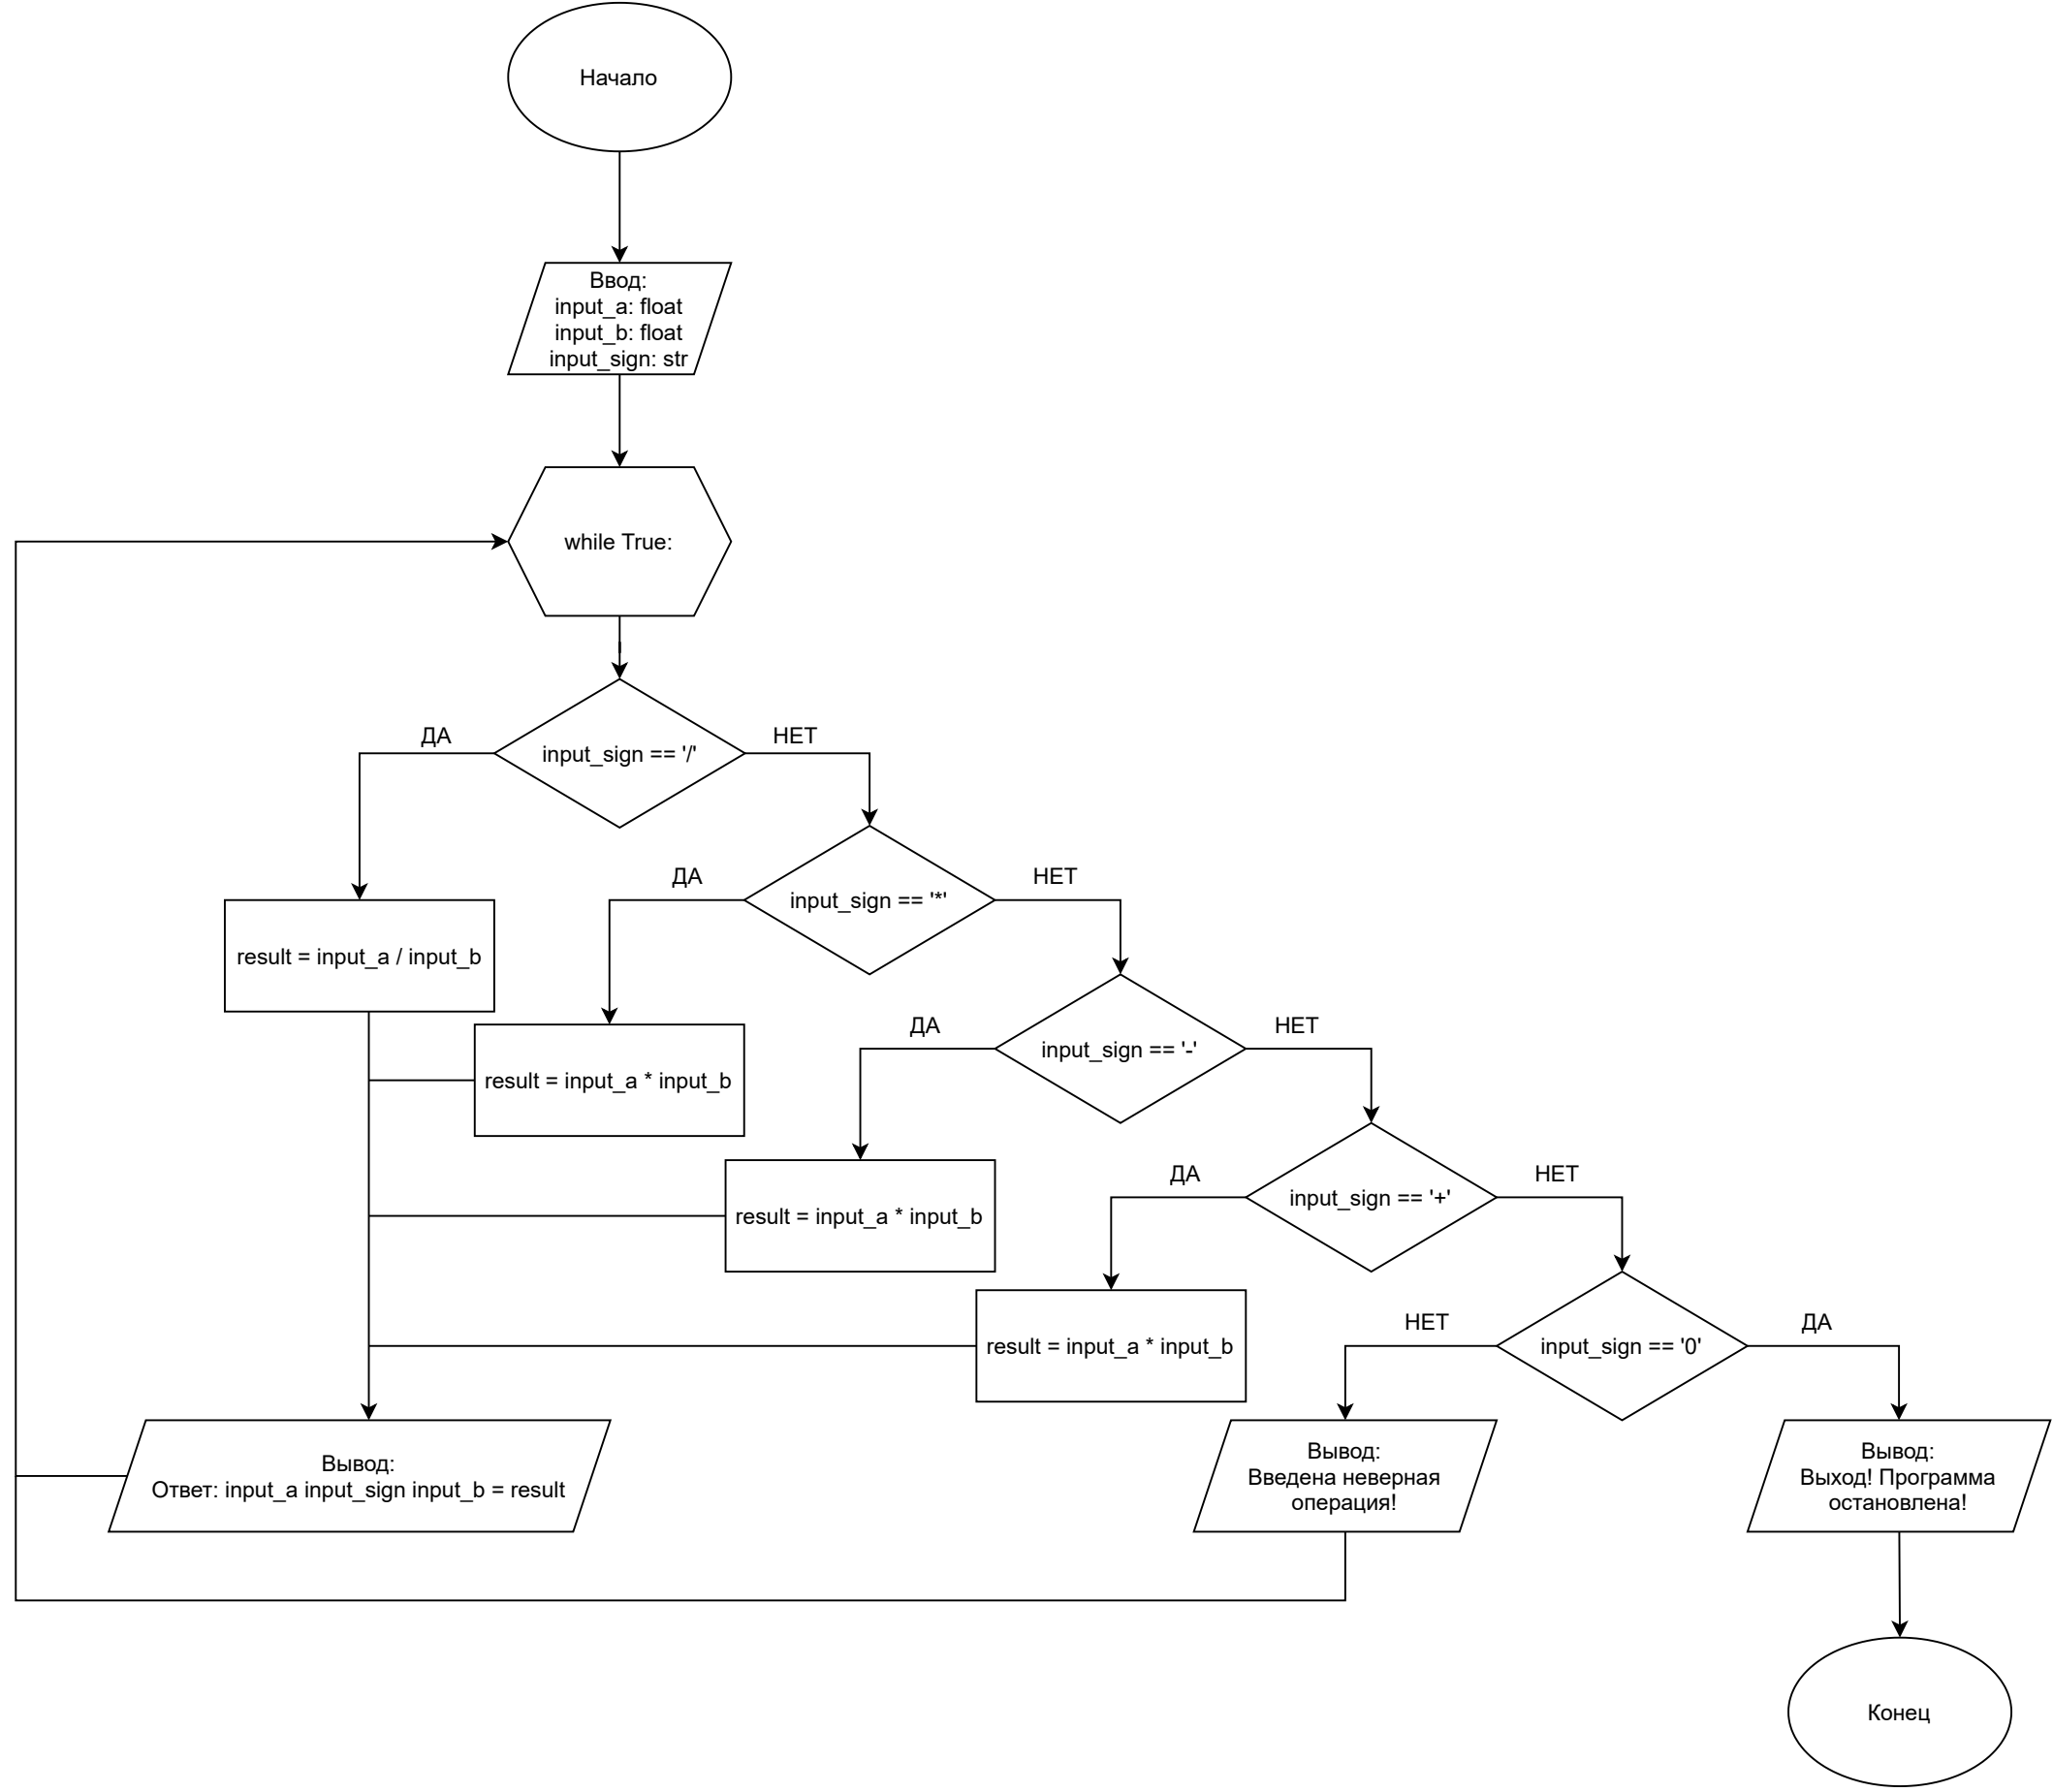 Начало
Ввод:
input_a: float
input_b: float
input_sign: str
while True:
ДА
НЕТ
input_sign == '/'
ДА
НЕТ
input_sign == '*'
result = input_a / input_b
ДА
НЕТ
input_sign == '-'
result = input_a * input_b
ДА
НЕТ
input_sign == '+'
result = input_a * input_b
НЕТ
ДА
input_sign == '0'
result = input_a * input_b
Вывод:
Ответ: input_a input_sign input_b = result
Вывод:
Введена неверная
операция!
Вывод:
Выход! Программа
остановлена!
Конец